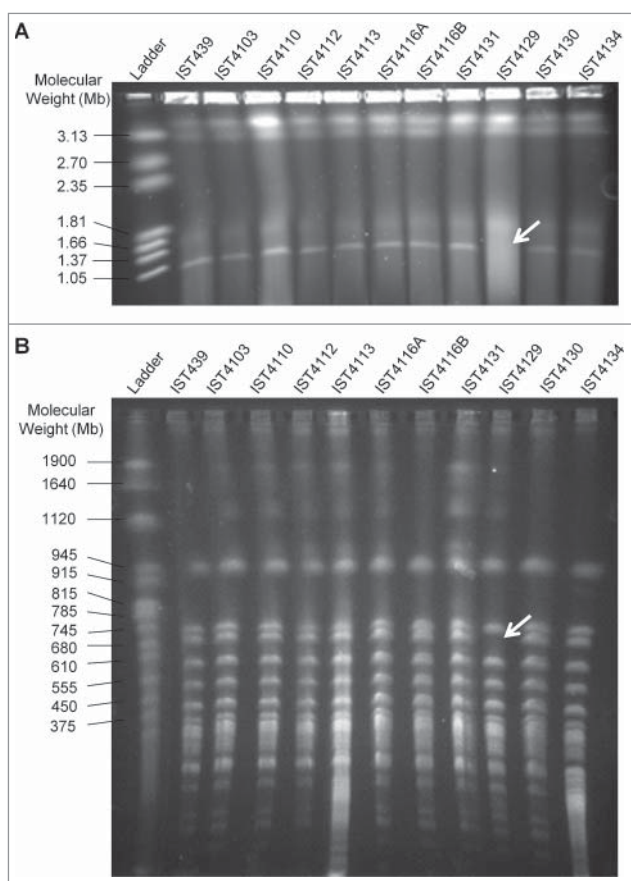 A
Ladder IST439 IST4103 IST4110 IST4112 IST4113 IST4116A IST4116B IST4131 IST4129 IST4130 IST4134
Molecular
Weight (Mb)
3.13
2.70
2.35
1.81
1.66
1.37
1.05
B
Ladder IST439 IST4103 IST4110 IST4112 IST4113 IST4116A IST4116B IST4131 IST4129 IST4130 IST4134
Molecular
Weight (Mb)
1900
1640
1120
945
915
815
785
745
680
610
555
450
375